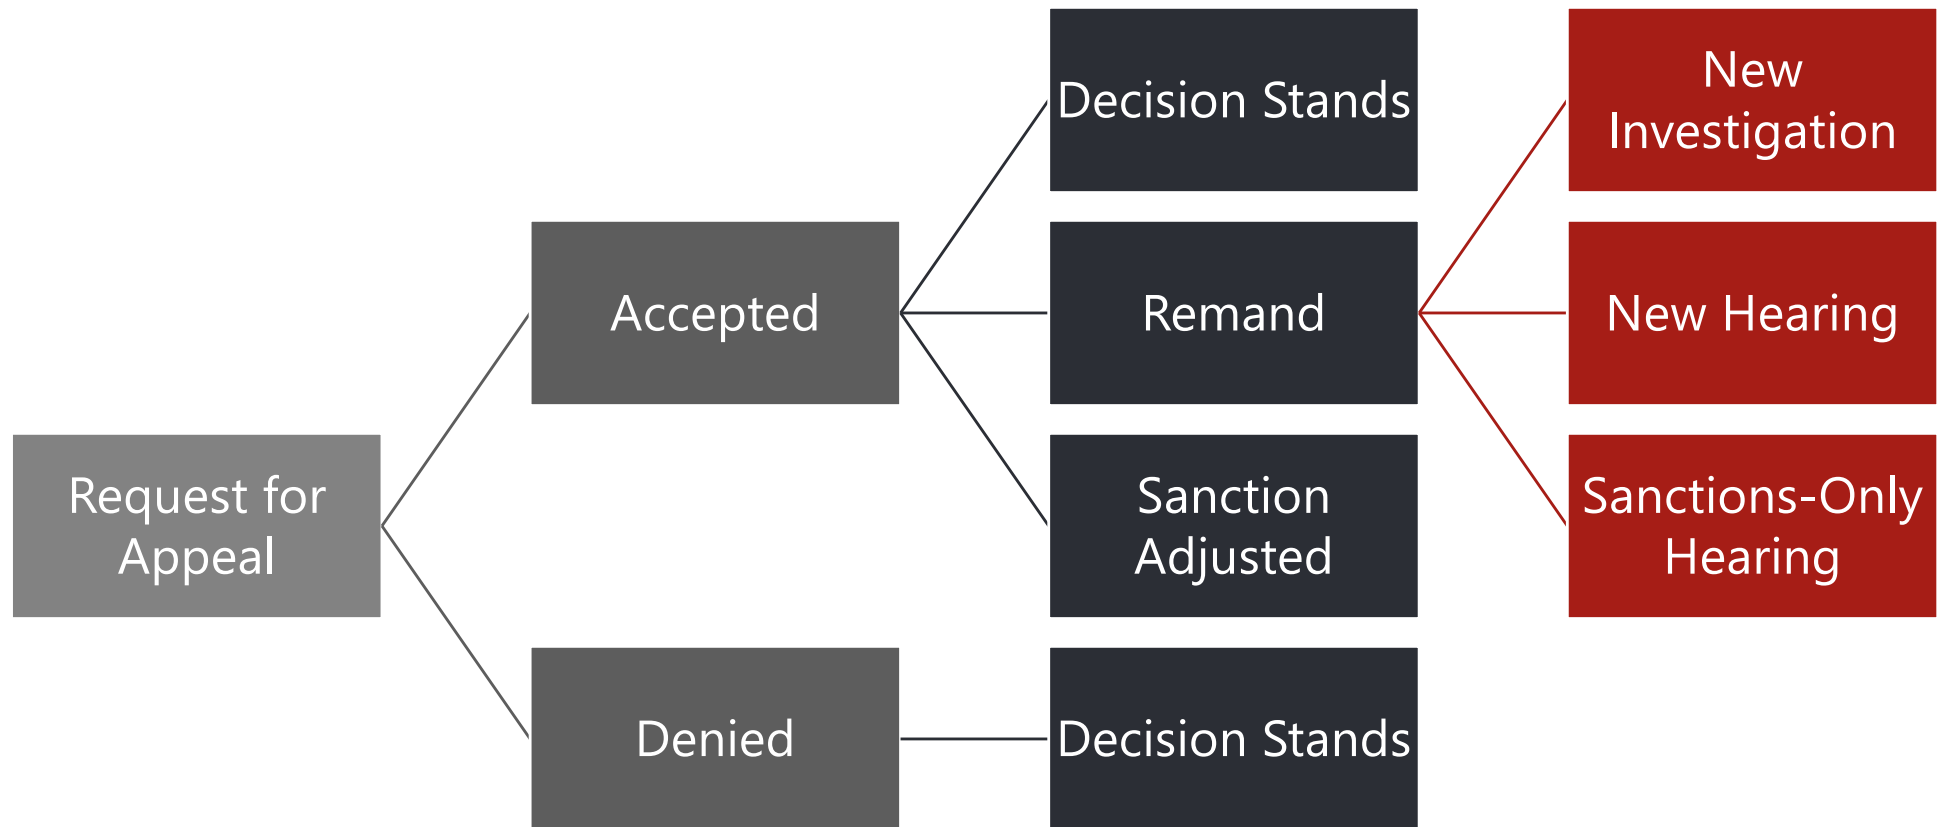 Request for
Appeal
Accepted
Denied
Decision Stands
Remand
Sanction
Adjusted
Decision Stands
New
Investigation
New Hearing
Sanctions-Only
Hearing